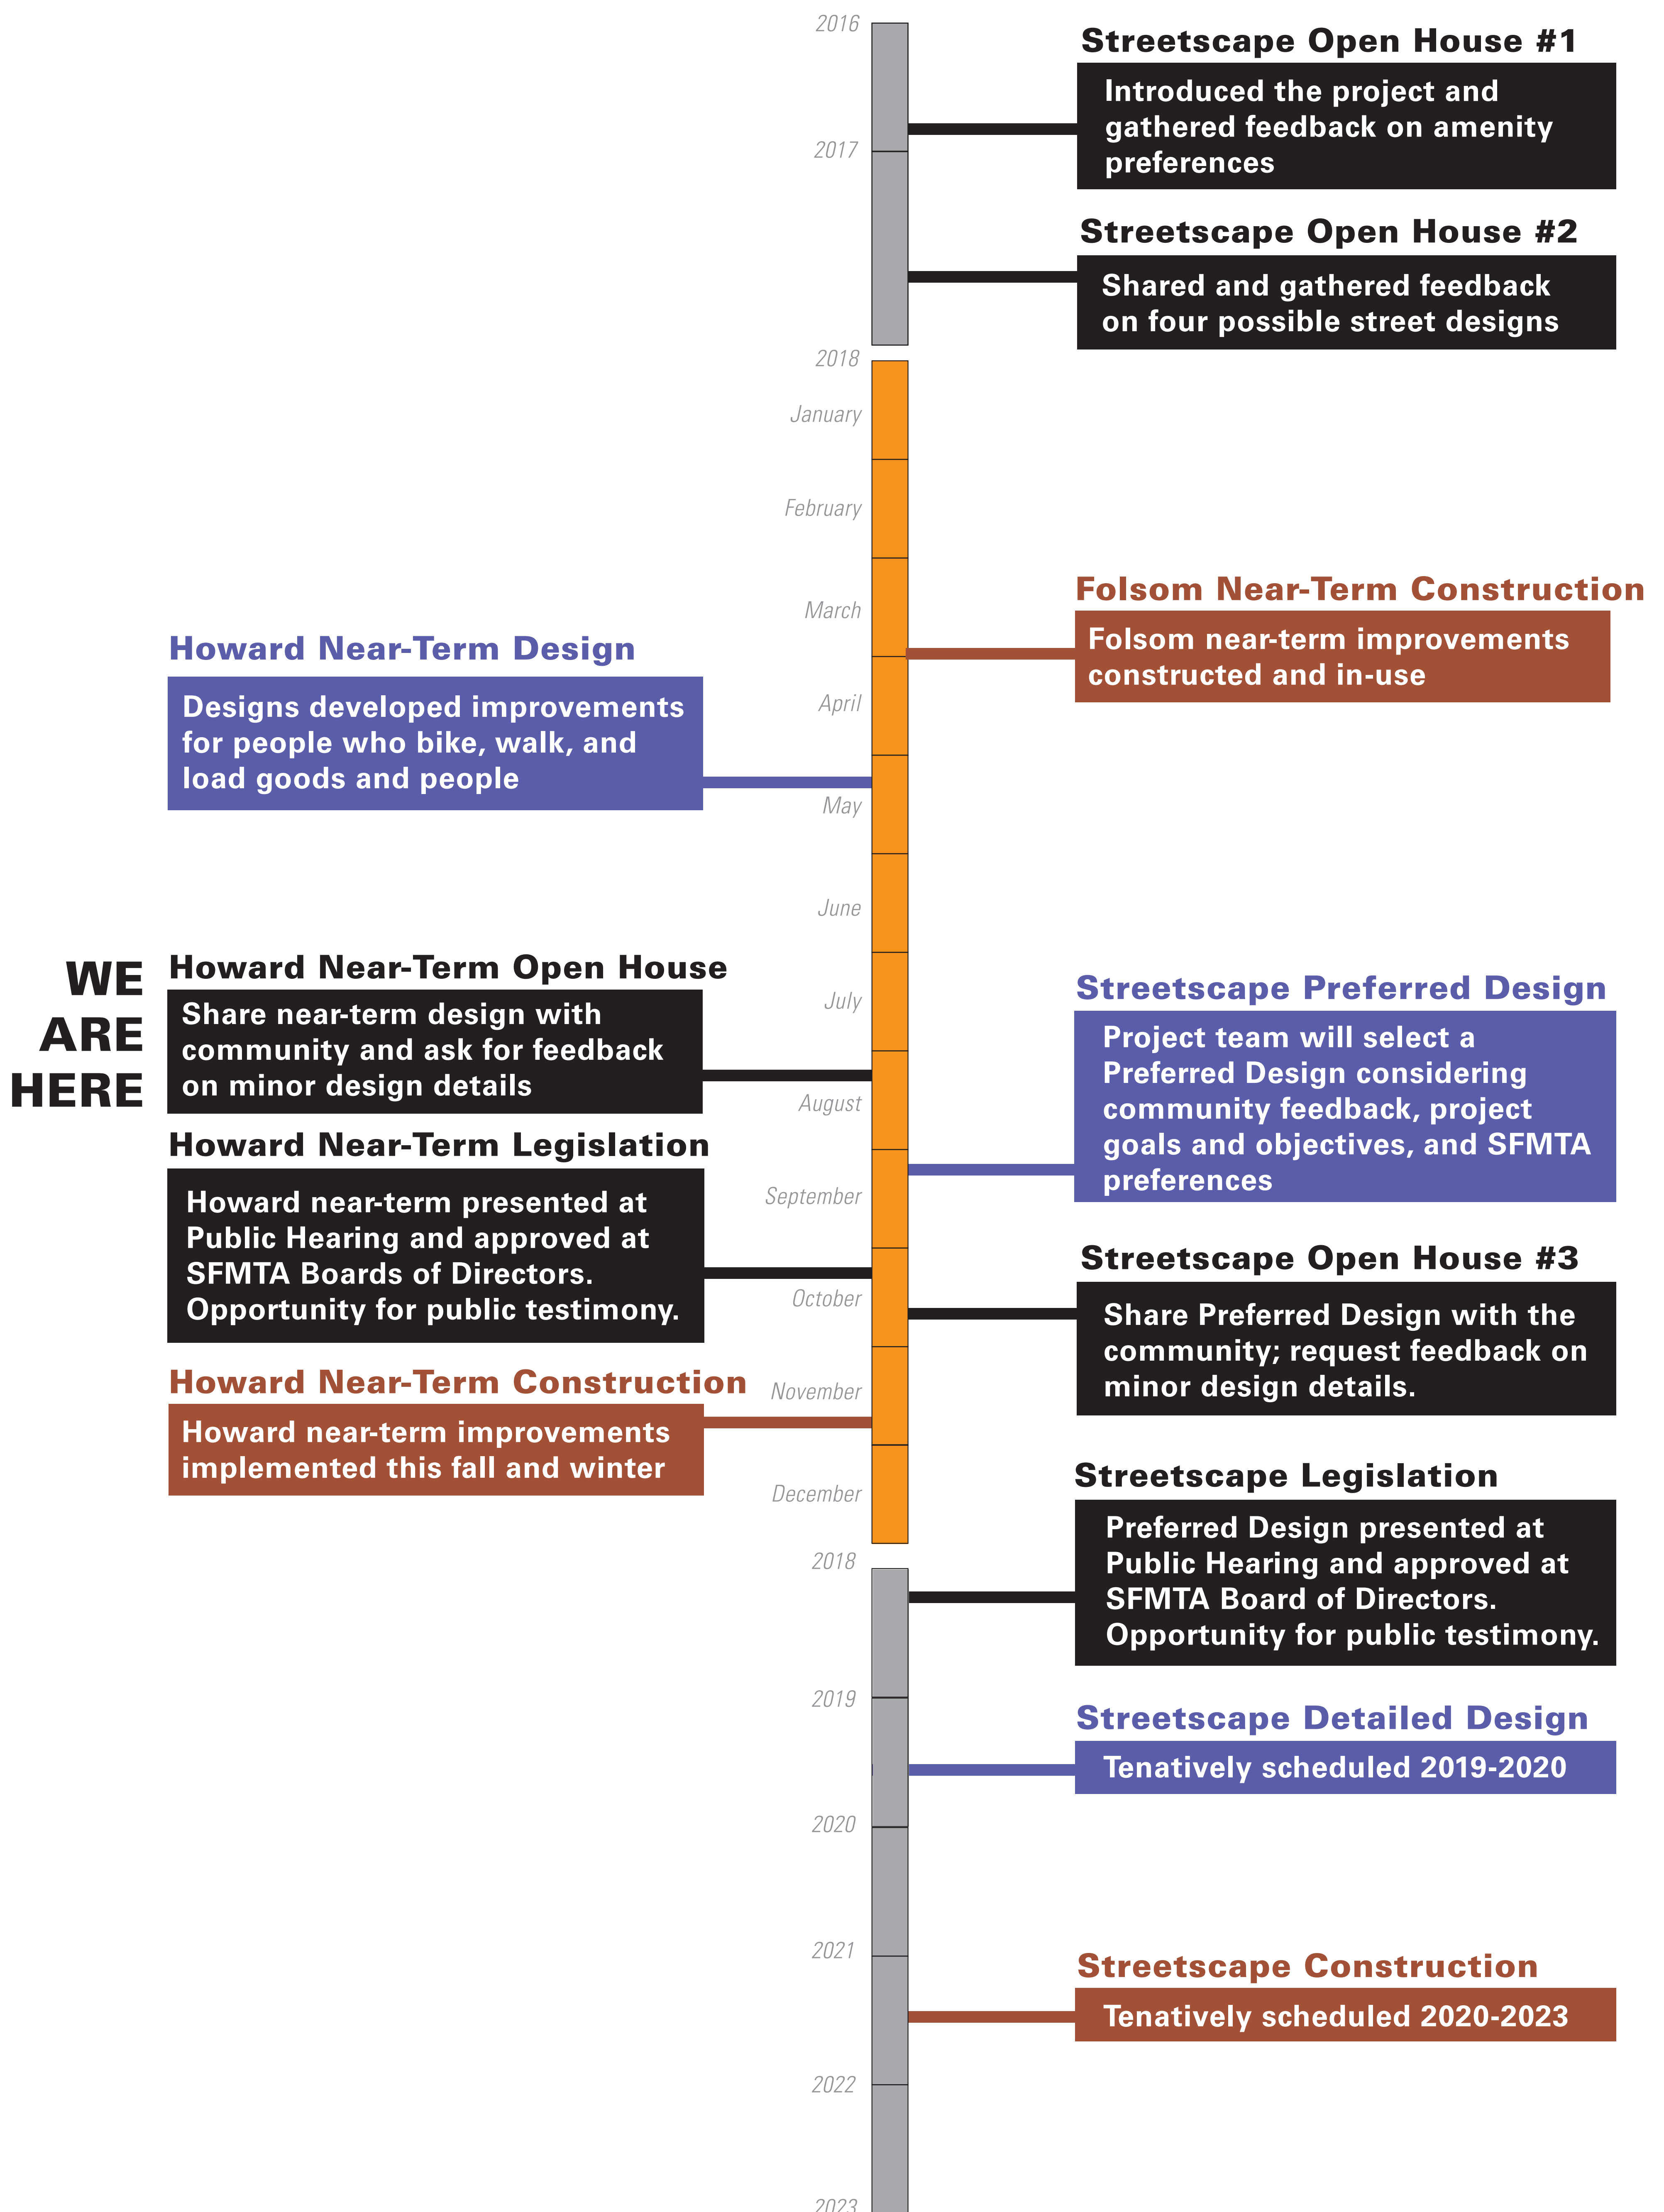 2016
Streetscape Open House #1
Introduced the project and
gathered feedback on amenity
preferences
2017
Streetscape Open House #2
Shared and gathered feedback
on four possible street designs
2018
January
February
March
Folsom Near-Term Construction
Folsom near-term improvements
constructed and in-use
Howard Near-Term Design
Designs developed improvements
for people who bike, walk, and
load goods and people
April
May
June
WE
ARE
HERE
Howard Near-Term Open House
Share near-term design with
community and ask for feedback
on minor design details
July
August
Streetscape Preferred Design
Project team will select a
Preferred Design considering
community feedback, project
goals and objectives, and SFMTA
preferences
Howard Near-Term Legislation
Howard near-term presented at
Public Hearing and approved at
SFMTA Boards of Directors.
Opportunity for public testimony.
September
October
Streetscape Open House #3
Share Preferred Design with the
community; request feedback on
minor design details.
Howard Near-Term Construction
Howard near-term improvements
implemented this fall and winter
November
December
Streetscape Legislation
Preferred Design presented at
Public Hearing and approved at
SFMTA Board of Directors.
Opportunity for public testimony.
2018
2019
Streetscape Detailed Design
Tenatively scheduled 2019-2020
2020
2021
Streetscape Construction
Tenatively scheduled 2020-2023
2022
2023